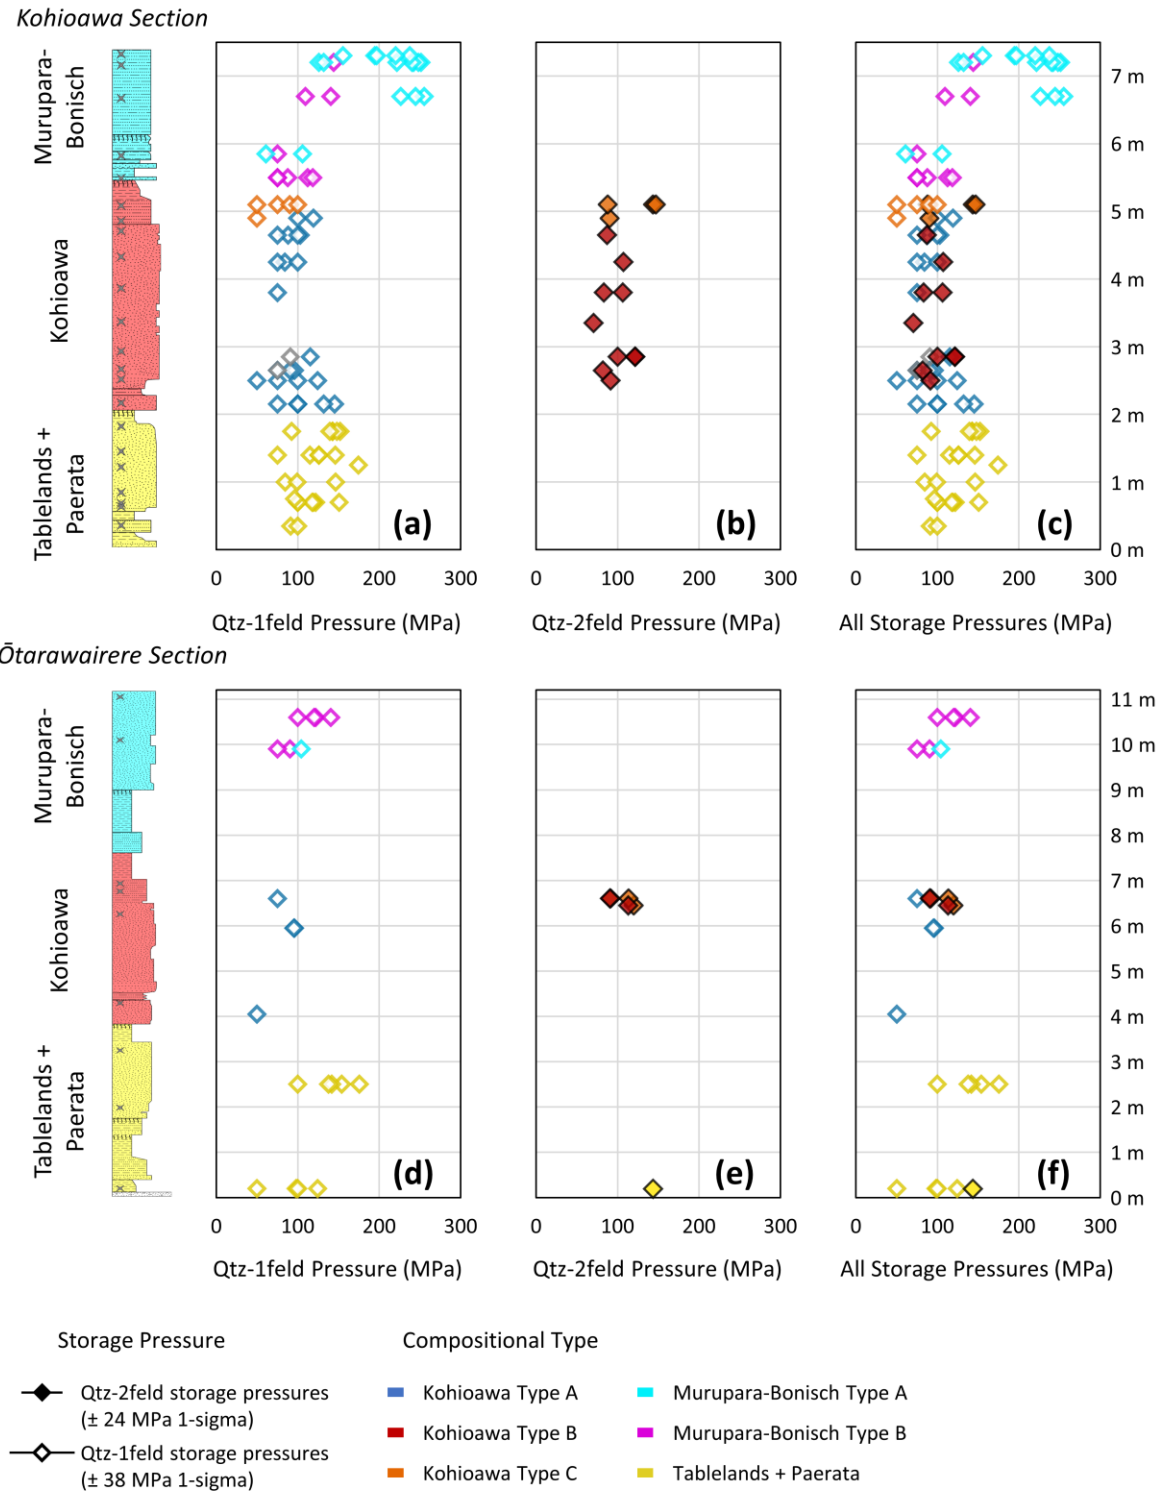 Kohioawa Section
Murupara-
Bonisch
Kohioawa
Tablelands +
Paerata
(a)
(b)
(c)
7 m
6 m
5 m
4 m
3 m
2 m
1 m
0 m
0 100 200 300
0 100 200 300
0 100 200 300
Qtz-1feld Pressure (MPa)
Qtz-2feld Pressure (MPa)
All Storage Pressures (MPa)
Ōtarawairere Section
Murupara-
Bonisch
Kohioawa
Tablelands +
Paerata
(d)
(e)
(f)
11 m
10 m
9 m
8 m
7 m
6 m
5 m
4 m
3 m
2 m
1 m
0 m
0 100 200 300
0 100 200 300
0 100 200 300
Qtz-1feld Pressure (MPa)
Qtz-2feld Pressure (MPa)
All Storage Pressures (MPa)
Storage Pressure
Qtz-2feld storage pressures
(± 24 MPa 1-sigma)
Qtz-1feld storage pressures
(± 38 MPa 1-sigma)
Compositional Type
Kohioawa Type A
Kohioawa Type B
Kohioawa Type C
Murupara-Bonisch Type A
Murupara-Bonisch Type B
Tablelands + Paerata